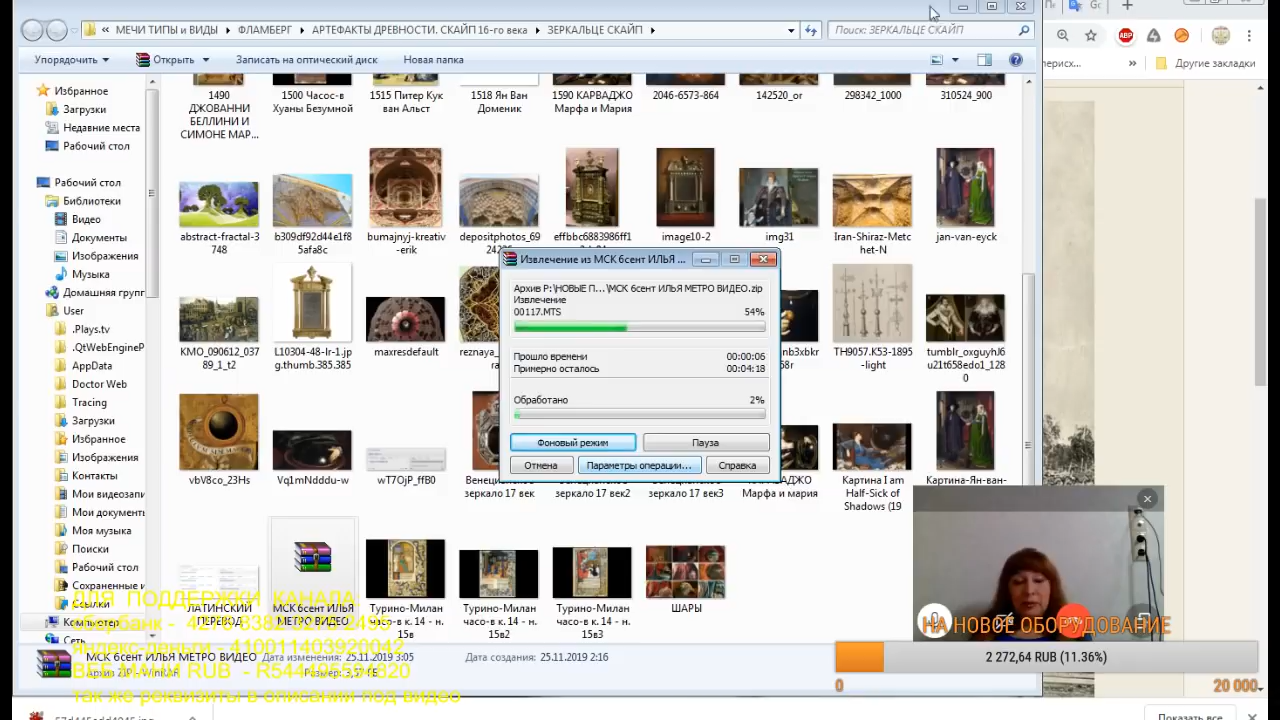 « МЕЧИ ТИПЫ и ВИДЫ ФЛАМБЕРГ АРТЕФАКТЫ ДРЕВНОСТИ. СКАЙП 16-го века ЗЕРКАЛЬЦЕ СКАЙП
Поиск: ЗЕРКАЛЬЦЕ СКАЙП
Упорядочить Открыть Записать на оптический диск Новая папка
ABP
» Другие закладки
Избранное
Загрузки
Недавние места
Рабочий стол
Рабочий стол
Библиотеки
Видео
Документы
Изображения
Музыка
Домашняя групп
User
.Plays.tv
.QtWebEngineP
AppData
Doctor Web
Tracing
Загрузки
Избранное
Изображения
Контакты
Мои видеозапи
Мои документы
Моя музыка
Поиски
Рабочий стол
Сохраненные и
Ссылки
Компьютер
Сеть
1490 ДЖОВАННИ БЕЛЛИНИ И СИМОНЕ МАР...
1500 Часос-в Хуаны Безумной
1515 Питер Кук ван Альст
1518 Ян Ван Доменик
1590 КАРВАДЖО Марфа и Мария
2046-6573-864
142520_or
298342_1000
310524_900
abstract-fractal-3748
b309df92d44e1f85afa8c
bumajnyj-kreativ-erik
depositphotos_69
effbbc6883986ff1
image10-2
img31
Iran-Shiraz-Metchet-N
jan-van-eyck
KMO_090612_03789_1_t2
L10304-48-lr-1.jpg.thumb.385.385
maxresdefault
TH9057.K53-1895-light
tumblr_oxguyhJ6u21t658edo1_1280
vbV8co_23Hs
Vq1mNdddu-w
wT7OjP_ffB0
Венецианское зеркало 17 век
зеркало 17 век2
зеркало 17 век3
Марфа и мария
Картина I am Half-Sick of Shadows (19
Картина-Ян-ван-
ЛАТИНСКИЙ ПЕРЕВОД
МСК 6сент ИЛЬЯ МЕТРО ВИДЕО
Турино-Милан часо-в к.14 - н. 15в
Турино-Милан часо-в к.14 - н. 15в2
Турино-Милан часо-в к.14 - н. 15в3
ШАРЫ
Извлечение из МСК 6сент ИЛЬЯ ...
Архив P:\НОВЫЕ П...\МСК 6сент ИЛЬЯ МЕТРО ВИДЕО.zip
Извлечение
00117.MTS 54%
Прошло времени 00:00:06
Примерно осталось 00:04:18
Обработано 2%
Фоновый режим Пауза
Отмена Параметры операции... Справка
ДЛЯ ПОДДЕРЖКИ КАНАЛА
яндекс-деньги - 410011403920042
так же реквизиты в описании под видео
МСК 6сент ИЛЬЯ МЕТРО ВИДЕО Дата изменения: 25.11.2019 3:05 Дата создания: 25.11.2019 2:16
НА НОВОЕ ОБОРУДОВАНИЕ
2 272,64 RUB (11.36%)
0 20 000
Показать все